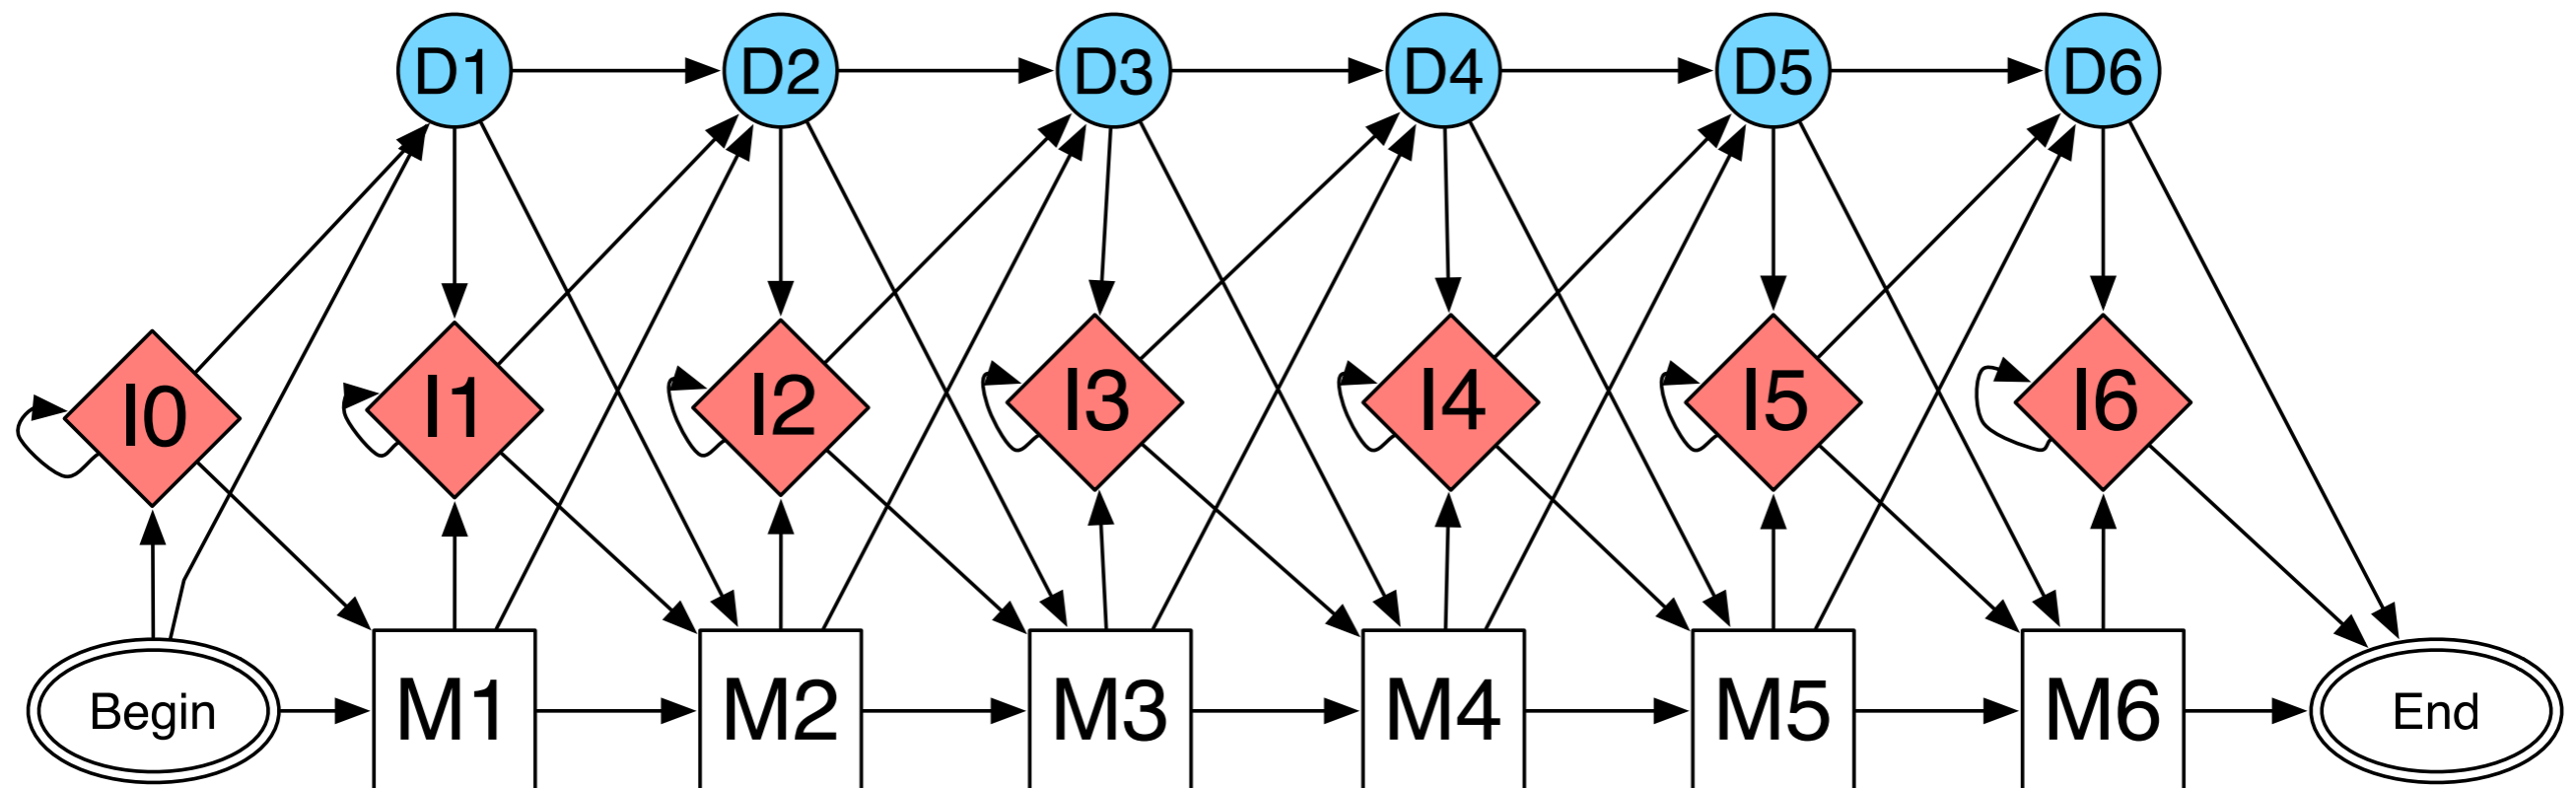 D1 D2 D3 D4 D5 D6
I0 I1 I2 I3 I4 I5 I6
Begin M1 M2 M3 M4 M5 M6 End